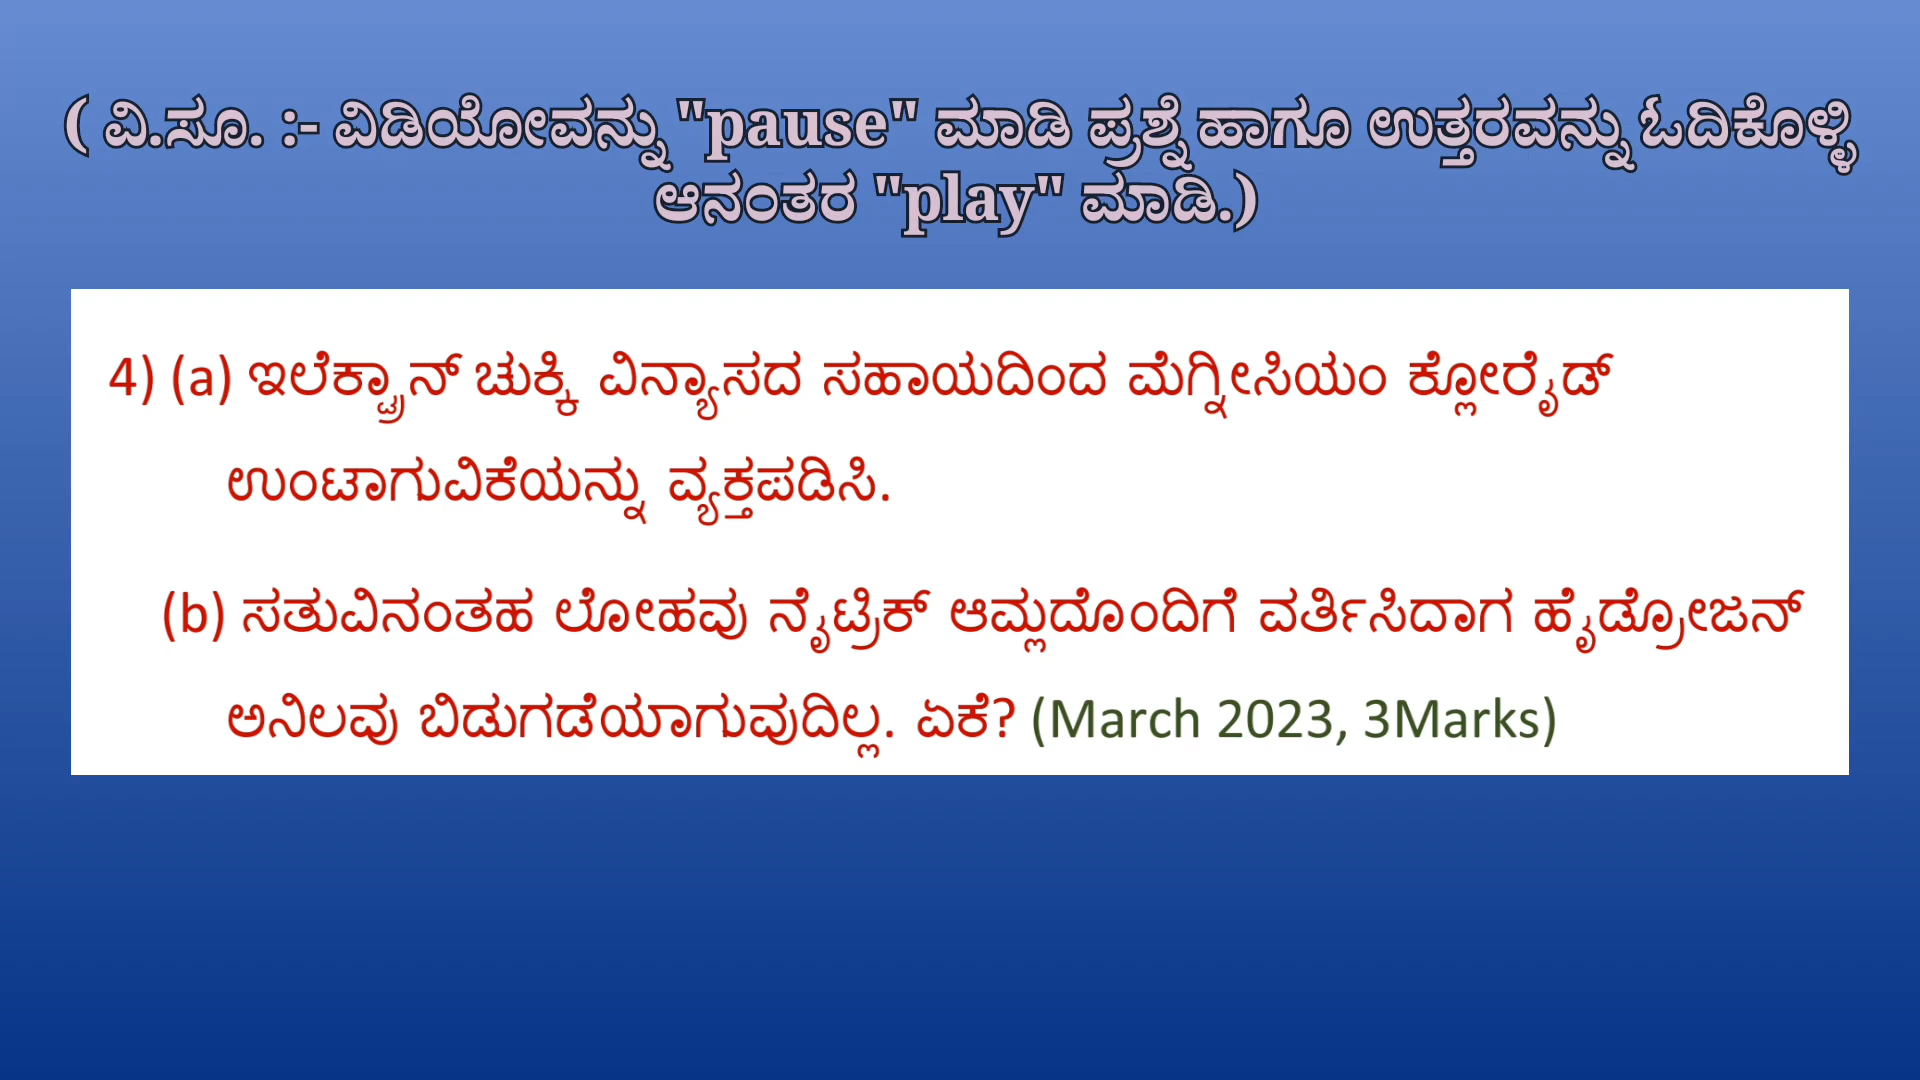 ( ವಿ.ಸೂ. :- ವಿಡಿಯೋವನ್ನು "pause" ಮಾಡಿ ಪ್ರಶ್ನೆ ಹಾಗೂ ಉತ್ತರವನ್ನು ಓದಿಕೊಳ್ಳಿ
ಆನಂತರ "play" ಮಾಡಿ.)
4) (a) ಇಲೆಕ್ಟ್ರಾನ್ ಚುಕ್ಕಿ ವಿನ್ಯಾಸದ ಸಹಾಯದಿಂದ ಮೆಗ್ನೀಸಿಯಂ ಕ್ಲೋರೈಡ್
ಉಂಟಾಗುವಿಕೆಯನ್ನು ವ್ಯಕ್ತಪಡಿಸಿ.
(b) ಸತುವಿನಂತಹ ಲೋಹವು ನೈಟ್ರಿಕ್ ಆಮ್ಲದೊಂದಿಗೆ ವರ್ತಿಸಿದಾಗ ಹೈಡ್ರೋಜನ್
ಅನಿಲವು ಬಿಡುಗಡೆಯಾಗುವುದಿಲ್ಲ. ಏಕೆ? (March 2023, 3Marks)